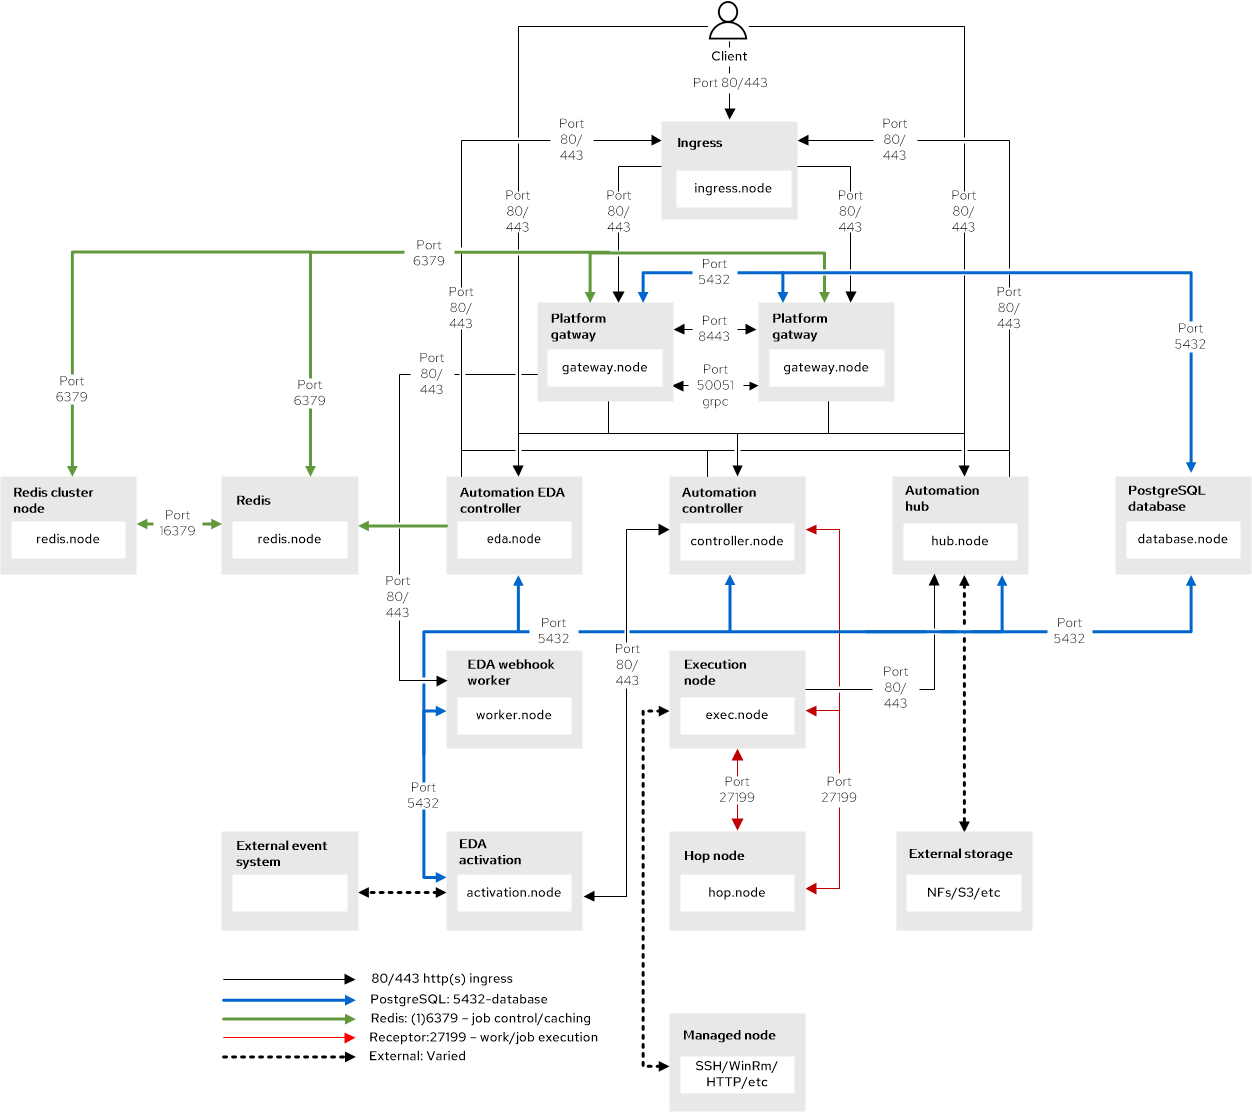 Client
Port 80/443
Port
80/
443
Ingress
ingress.node
Port
80/
443
Port
80/
443
Port
80/
443
Port
80/
443
Port
80/
443
Port
6379
Port
5432
Port
80/
443
Platform
gatway
gateway.node
Port
8443
Port
50051
grpc
Platform
gatway
gateway.node
Port
80/
443
Port
5432
Port
80/
443
Port
6379
Port
6379
Redis cluster
node
redis.node
Port
16379
Redis
redis.node
Automation EDA
controller
eda.node
Automation
controller
controller.node
Automation
hub
hub.node
PostgreSQL
database
database.node
Port
80/
443
Port
5432
Port
80/
443
Port
5432
EDA webhook
worker
worker.node
Execution
node
exec.node
Port
80/
443
Port
5432
Port
27199
Port
27199
External event
system
EDA
activation
activation.node
Hop node
hop.node
External storage
NFs/S3/etc
80/443 http(s) ingress
PostgreSQL: 5432-database
Redis: (1)6379 – job control/caching
Receptor:27199 – work/job execution
External: Varied
Managed node
SSH/WinRm/
HTTP/etc